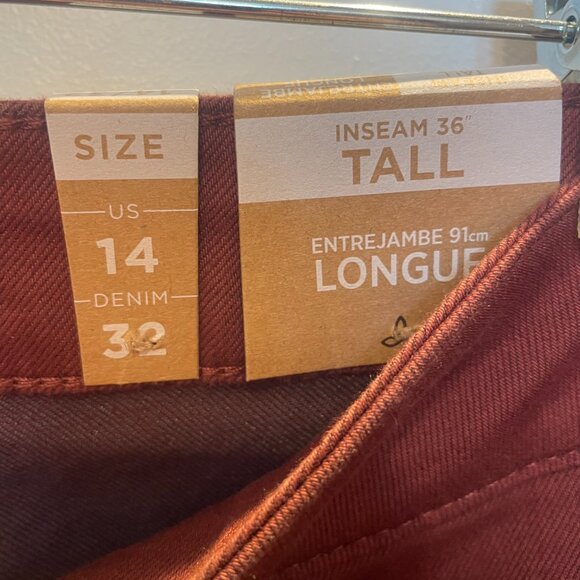 SIZE
US
14
DENIM
32
INSEAM 36"
TALL
ENTREJAMBE 91cm
LONGUE